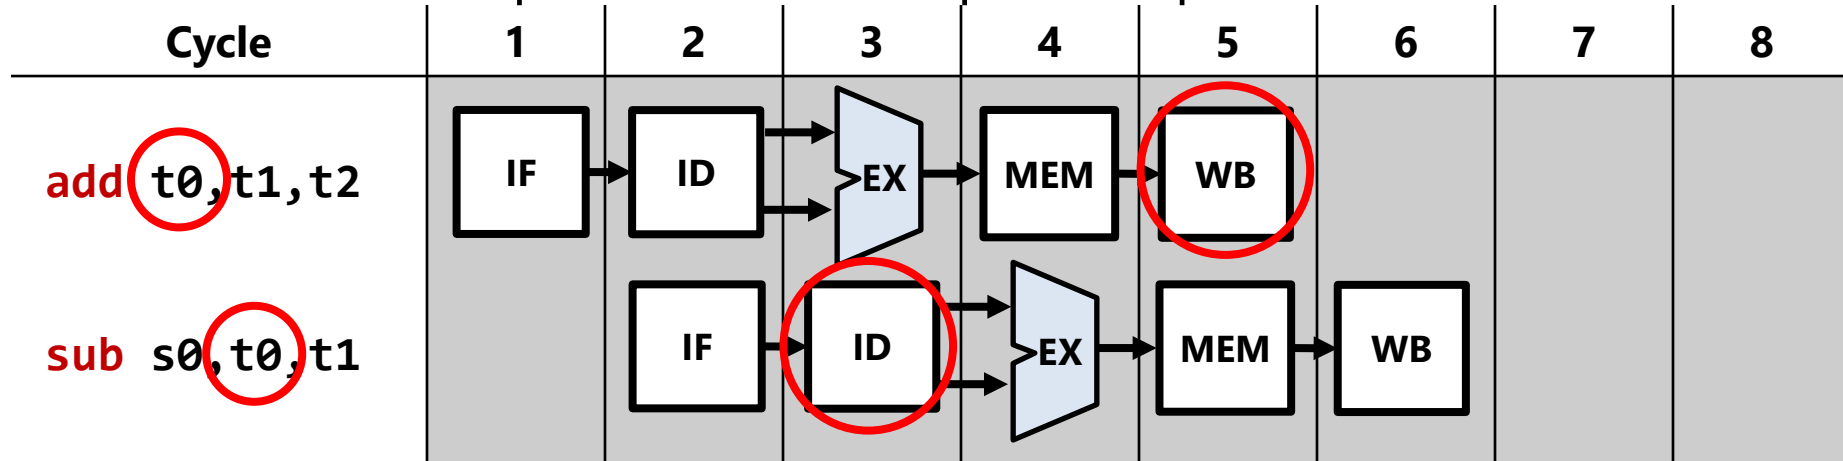 Cycle 1 2 3 4 5 6 7 8
add t0,t1,t2 IF ID EX MEM WB
sub s0,t0,t1 IF ID EX MEM WB